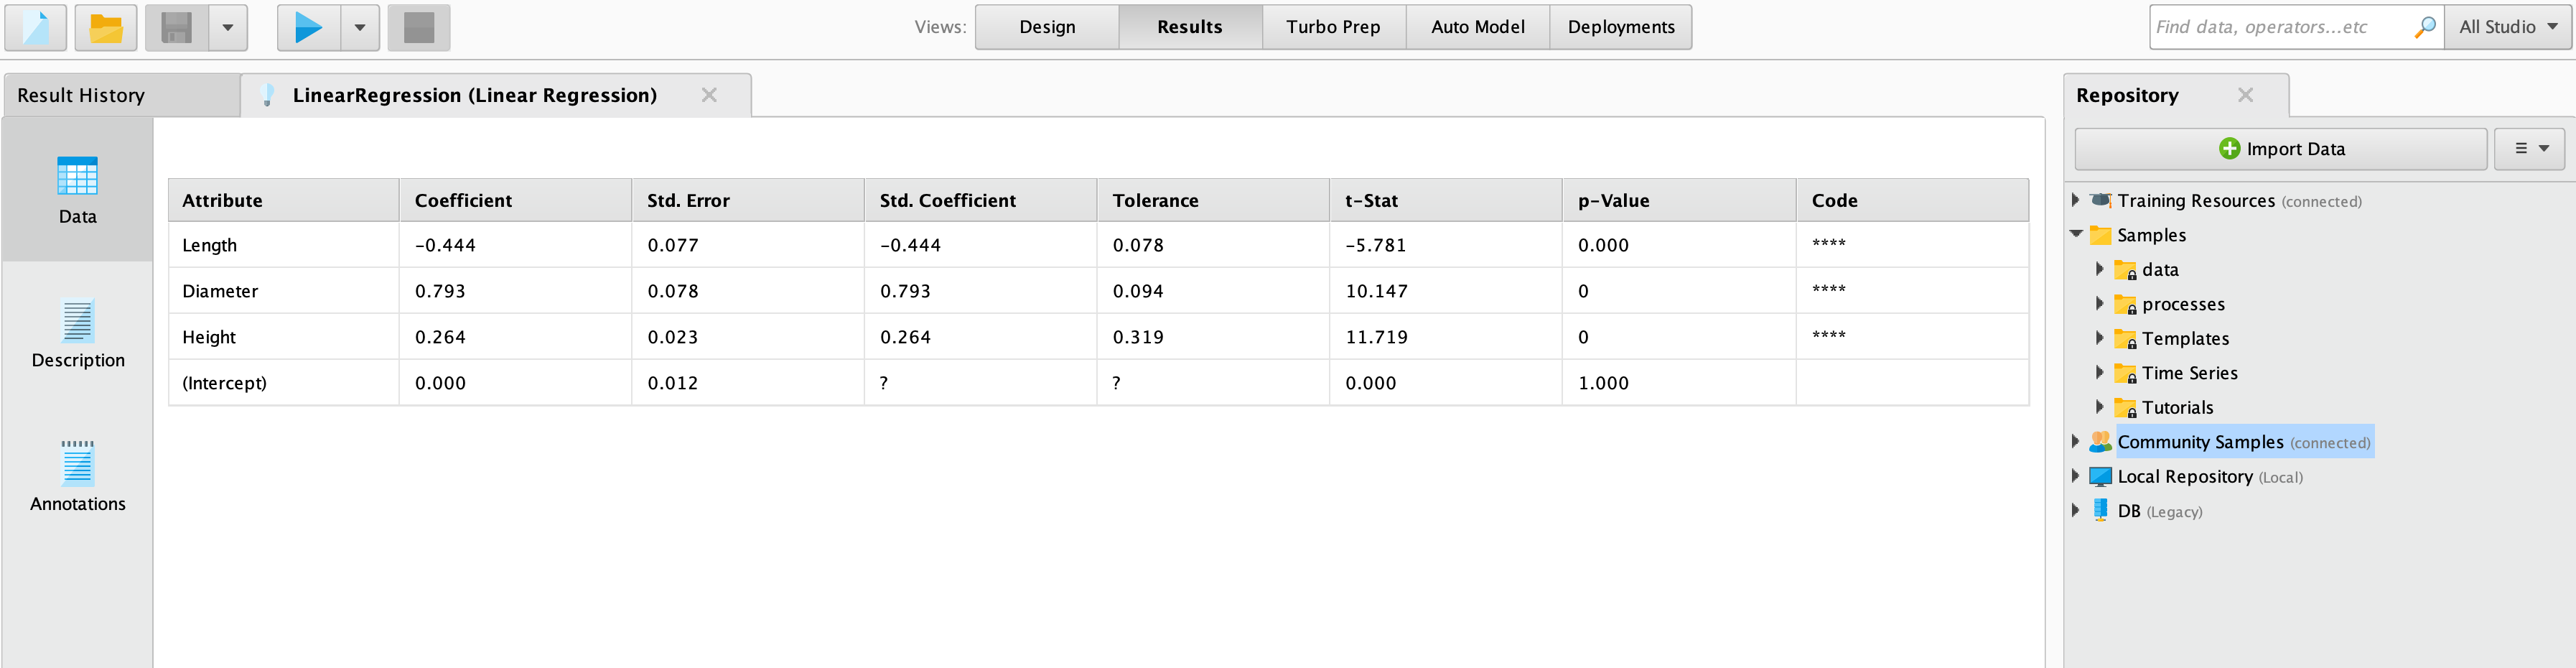 Views: Design Results Turbo Prep Auto Model Deployments
Find data, operators...etc All Studio
Result History LinearRegression (Linear Regression)
Repository
Import Data
Data
Description
Annotations
Attribute Coefficient Std. Error Std. Coefficient Tolerance t-Stat p-Value Code
Length -0.444 0.077 -0.444 0.078 -5.781 0.000 ****
Diameter 0.793 0.078 0.793 0.094 10.147 0 ****
Height 0.264 0.023 0.264 0.319 11.719 0 ****
(Intercept) 0.000 0.012 ? ? 0.000 1.000
Training Resources (connected)
Samples
data
processes
Templates
Time Series
Tutorials
Community Samples (connected)
Local Repository (Local)
DB (Legacy)